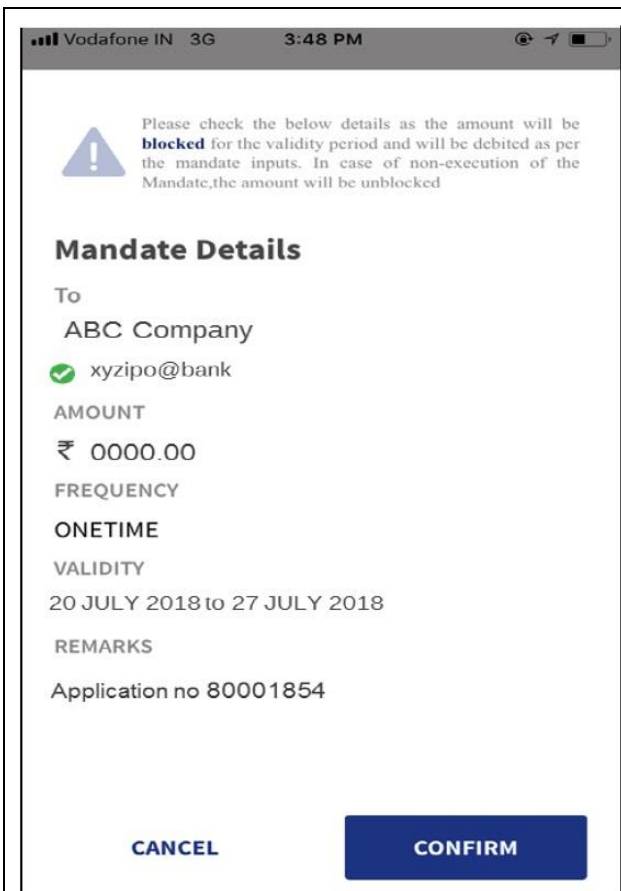 Vodafone IN 3G 3:48 PM
Please check the below details as the amount will be
blocked for the validity period and will be debited as per
the mandate inputs. In case of non-execution of the
Mandate,the amount will be unblocked
Mandate Details
To
ABC Company
xyzipo@bank
AMOUNT
₹ 0000.00
FREQUENCY
ONETIME
VALIDITY
20 JULY 2018 to 27 JULY 2018
REMARKS
Application no 80001854
CANCEL CONFIRM